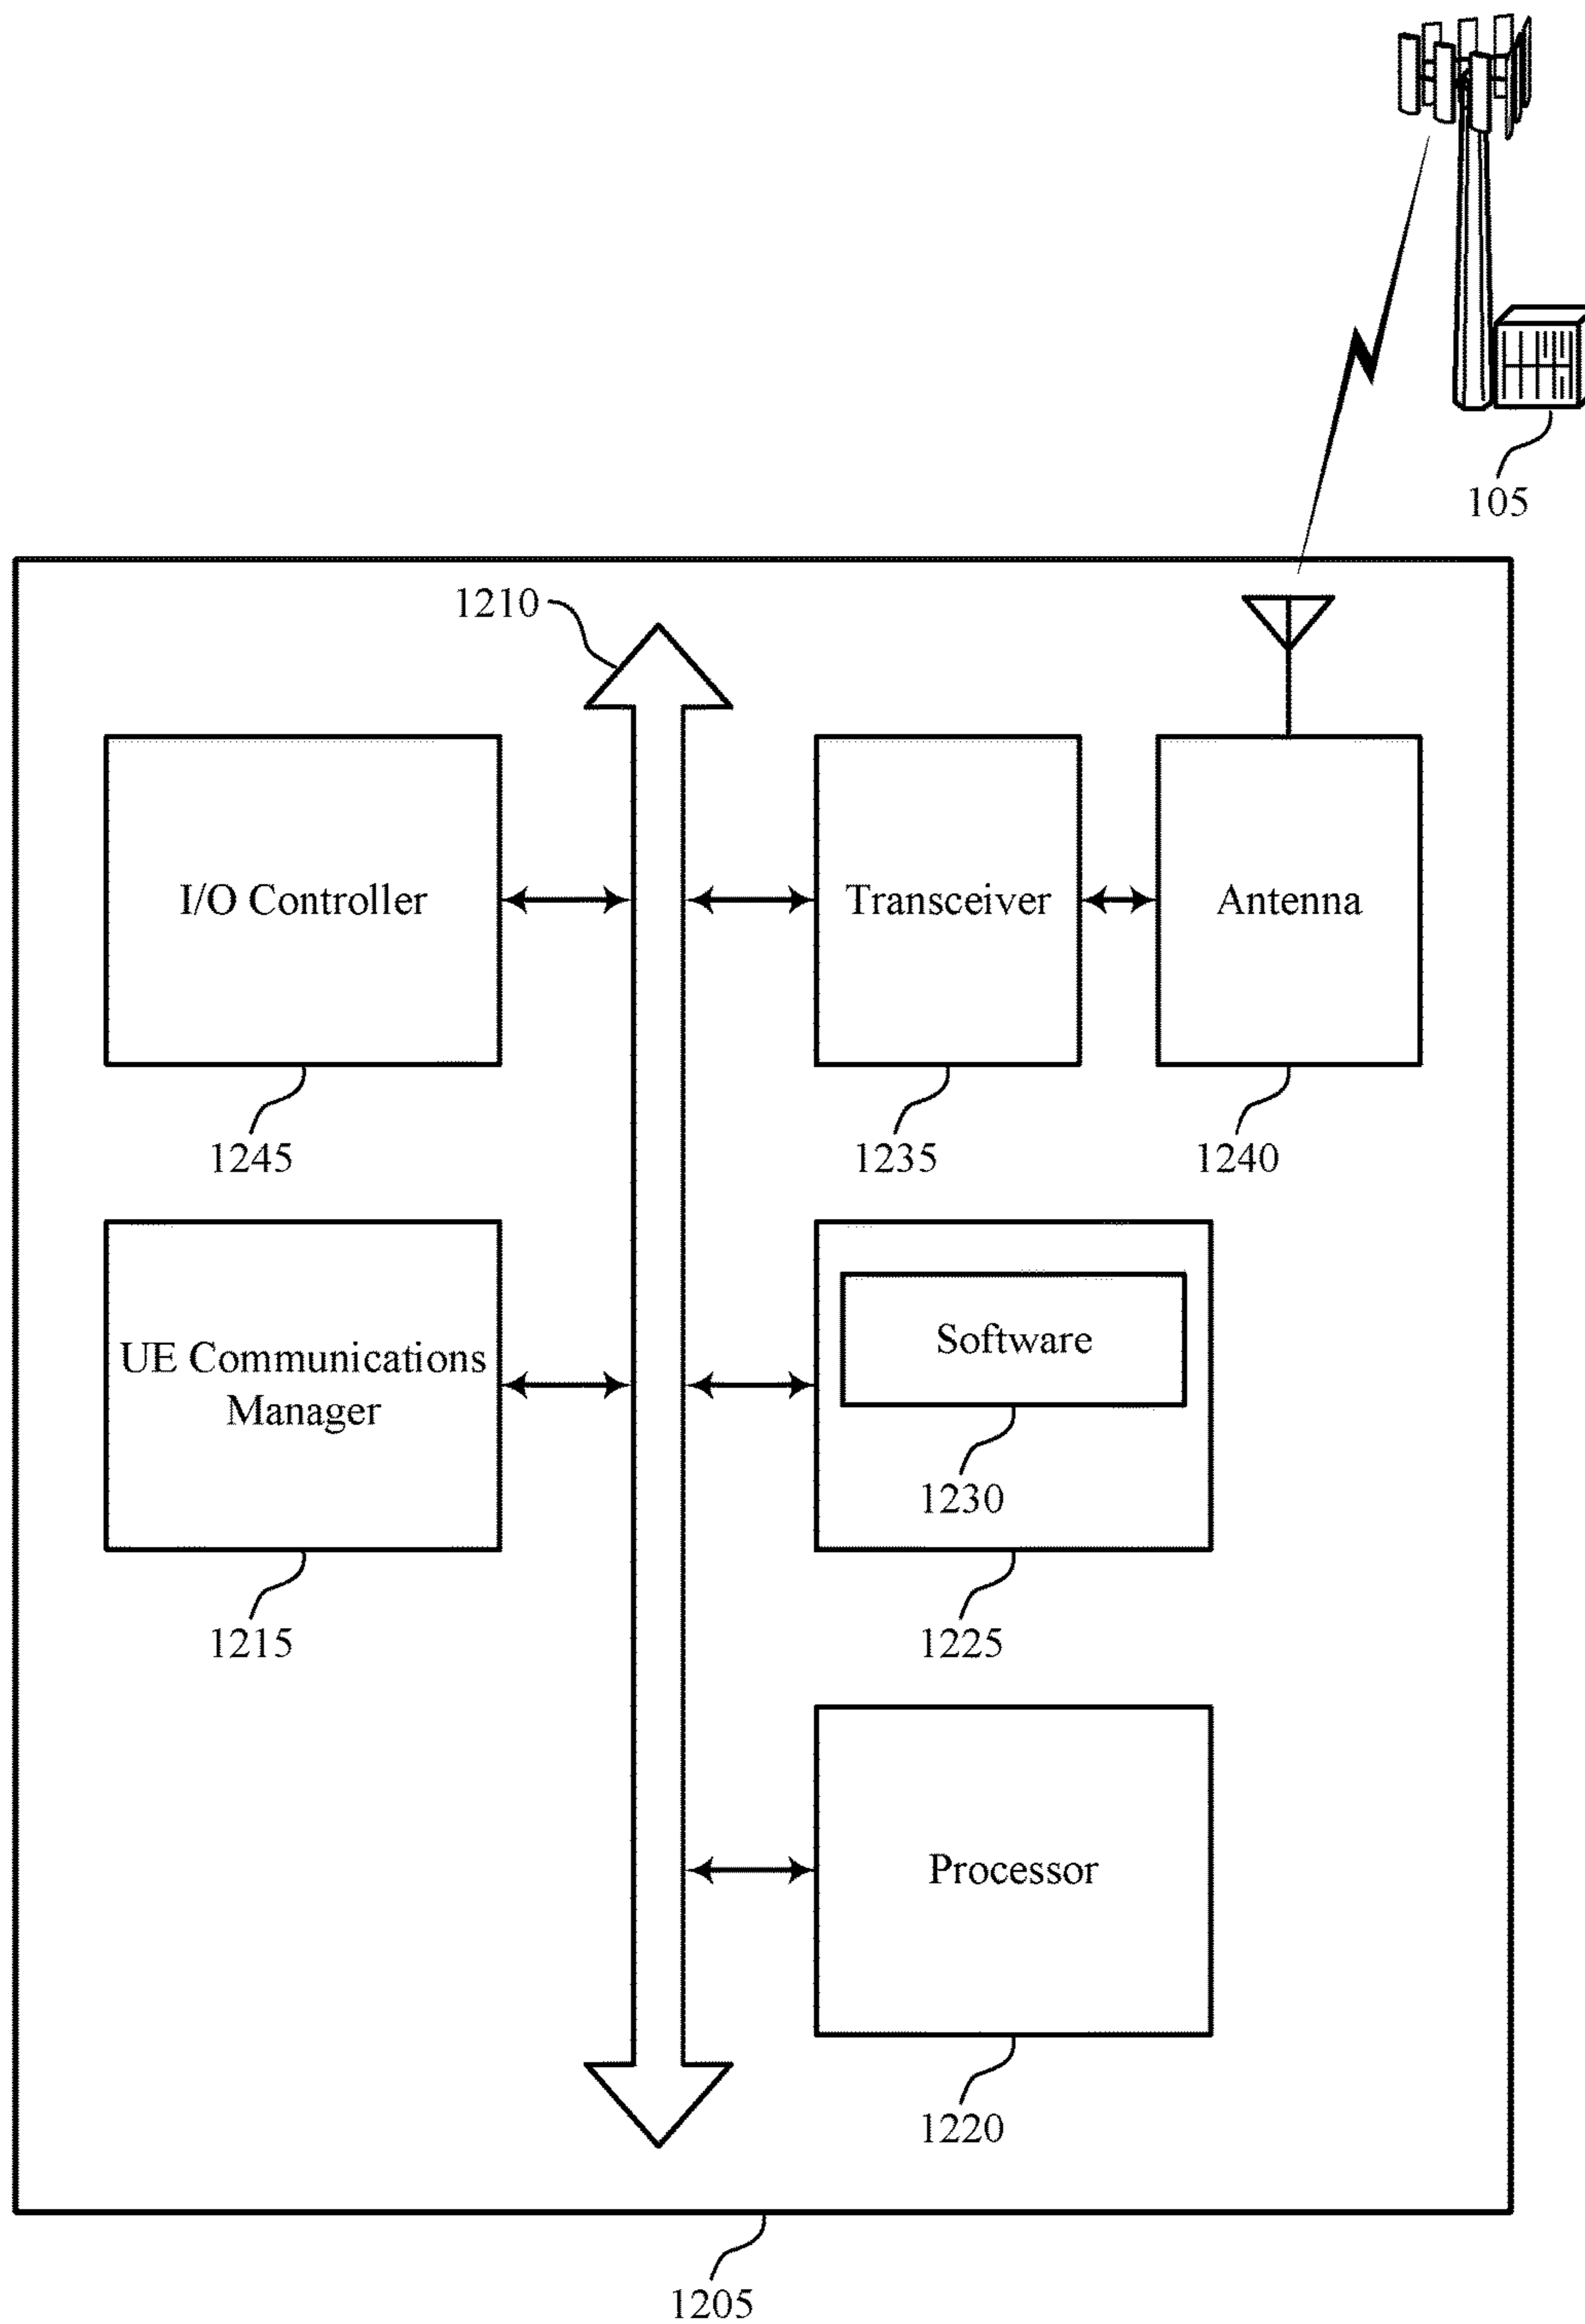 105
1210
I/O Controller
Transceiver
Antenna
1245
1235
1240
UE Communications
Manager
Software
1230
1215
1225
Processor
1220
1205